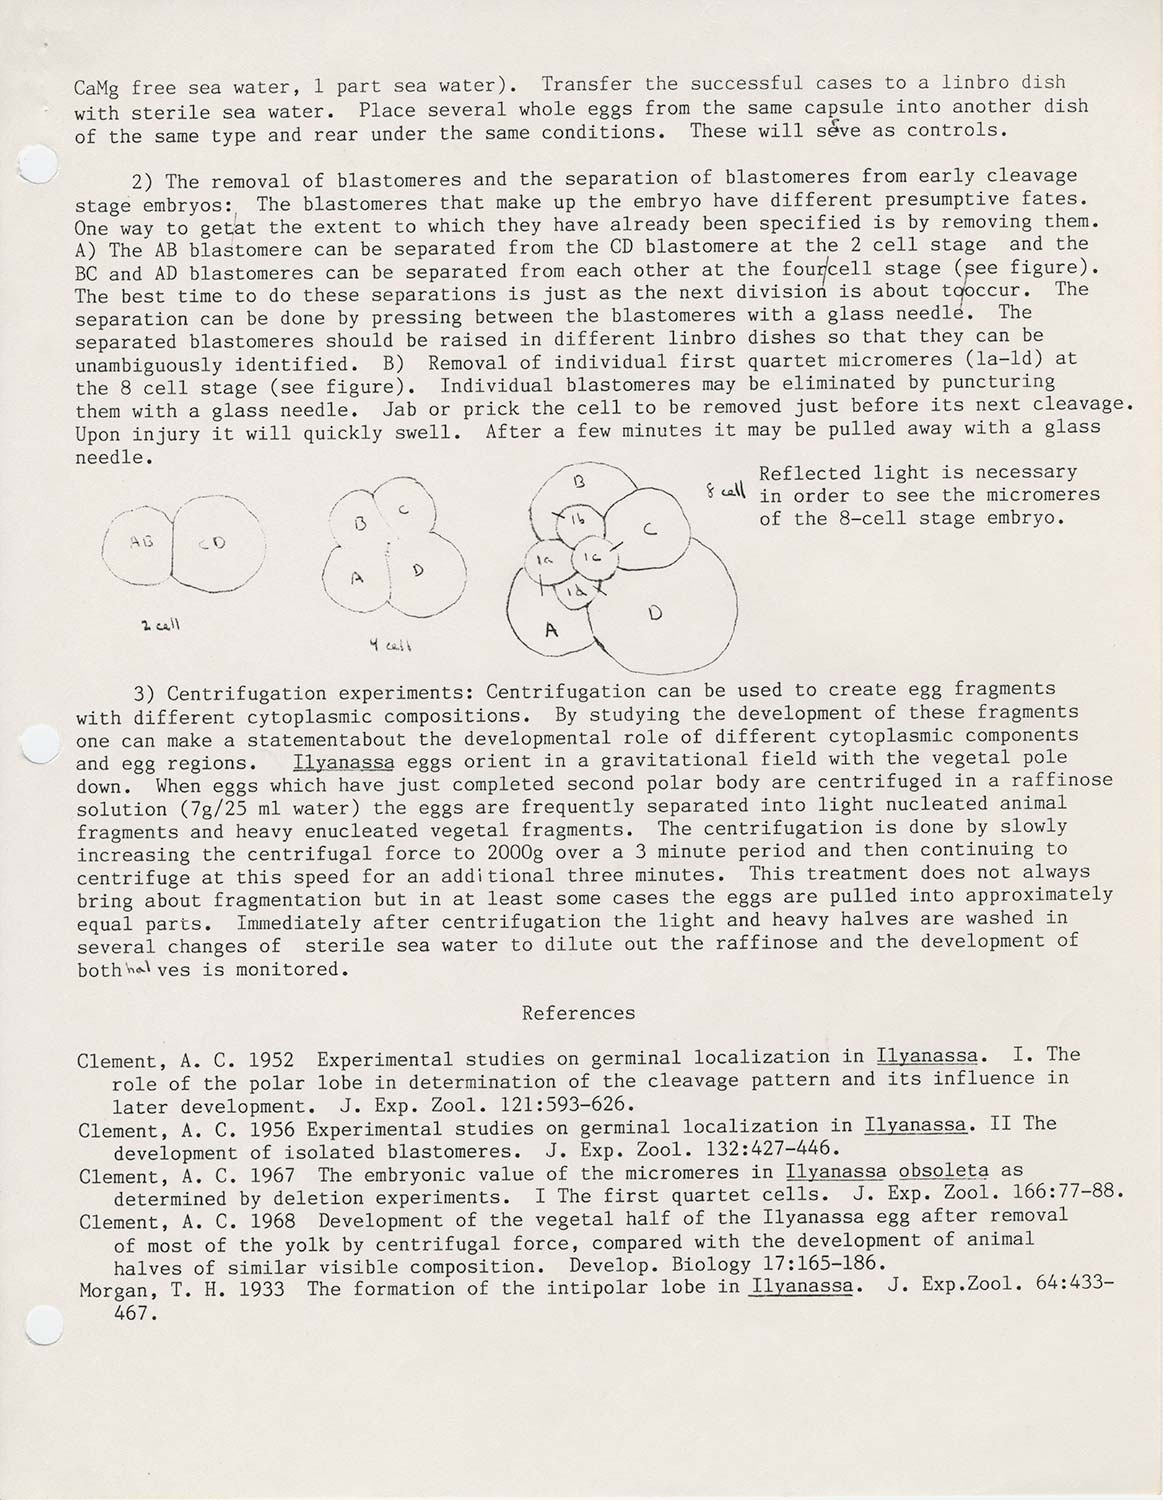 CaMg free sea water, 1 part sea water).  Transfer the successful cases to a linbro dish
with sterile sea water.  Place several whole eggs from the same capsule into another dish
of the same type and rear under the same conditions.  These will serve as controls.
2) The removal of blastomeres and the separation of blastomeres from early cleavage
stage embryos:  The blastomeres that make up the embryo have different presumptive fates.
One way to get at the extent to which they have already been specified is by removing them.
A) The AB blastomere can be separated from the CD blastomere at the 2 cell stage  and the
BC and AD blastomeres can be separated from each other at the four cell stage (see figure).
The best time to do these separations is just as the next division is about to occur.  The
separation can be done by pressing between the blastomeres with a glass needle.  The
separated blastomeres should be raised in different linbro dishes so that they can be
unambiguously identified.  B)  Removal of individual first quartet micromeres (1a-1d) at
the 8 cell stage (see figure).  Individual blastomeres may be eliminated by puncturing
them with a glass needle.  Jab or prick the cell to be removed just before its next cleavage.
Upon injury it will quickly swell.  After a few minutes it may be pulled away with a glass
needle.
Reflected light is necessary
in order to see the micromeres
of the 8-cell stage embryo.
AB CD
2 cell
B C
A D
4 cell
8 cell
B
1b C
1a 1c
1d
A D
3) Centrifugation experiments: Centrifugation can be used to create egg fragments
with different cytoplasmic compositions.  By studying the development of these fragments
one can make a statementabout the developmental role of different cytoplasmic components
and egg regions.   Ilyanassa eggs orient in a gravitational field with the vegetal pole
down.  When eggs which have just completed second polar body are centrifuged in a raffinose
solution (7g/25 ml water) the eggs are frequently separated into light nucleated animal
fragments and heavy enucleated vegetal fragments.  The centrifugation is done by slowly
increasing the centrifugal force to 2000g over a 3 minute period and then continuing to
centrifuge at this speed for an additional three minutes.  This treatment does not always
bring about fragmentation but in at least some cases the eggs are pulled into approximately
equal parts.  Immediately after centrifugation the light and heavy halves are washed in
several changes of  sterile sea water to dilute out the raffinose and the development of
both halves is monitored.
References
Clement, A. C. 1952  Experimental studies on germinal localization in Ilyanassa.  I. The
role of the polar lobe in determination of the cleavage pattern and its influence in
later development.  J. Exp. Zool. 121:593-626.
Clement, A. C. 1956 Experimental studies on germinal localization in Ilyanassa. II The
development of isolated blastomeres.  J. Exp. Zool. 132:427-446.
Clement, A. C. 1967  The embryonic value of the micromeres in Ilyanassa obsoleta as
determined by deletion experiments.  I The first quartet cells.  J. Exp. Zool. 166:77-88.
Clement, A. C. 1968  Development of the vegetal half of the Ilyanassa egg after removal
of most of the yolk by centrifugal force, compared with the development of animal
halves of similar visible composition.  Develop. Biology 17:165-186.
Morgan, T. H. 1933  The formation of the intipolar lobe in Ilyanassa.  J. Exp.Zool. 64:433-
467.